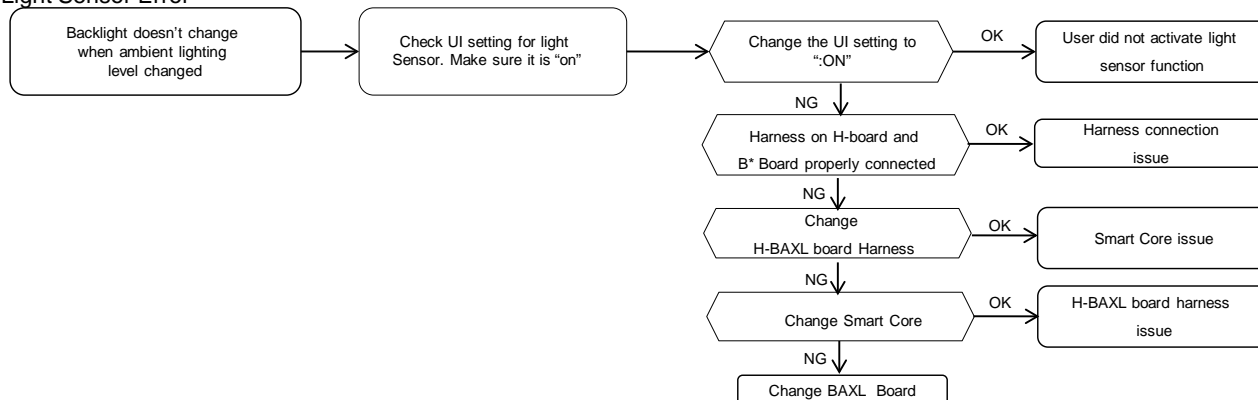 Light Sensor Error
Backlight doesn’t change
when ambient lighting
level changed
Check UI setting for light
Sensor. Make sure it is “on”
Change the UI setting to
“:ON”
OK
User did not activate light
sensor function
NG
Harness on H-board and
B* Board properly connected
OK
Harness connection
issue
NG
Change
H-BAXL board Harness
OK
Smart Core issue
NG
Change Smart Core
OK
H-BAXL board harness
issue
NG
Change BAXL Board